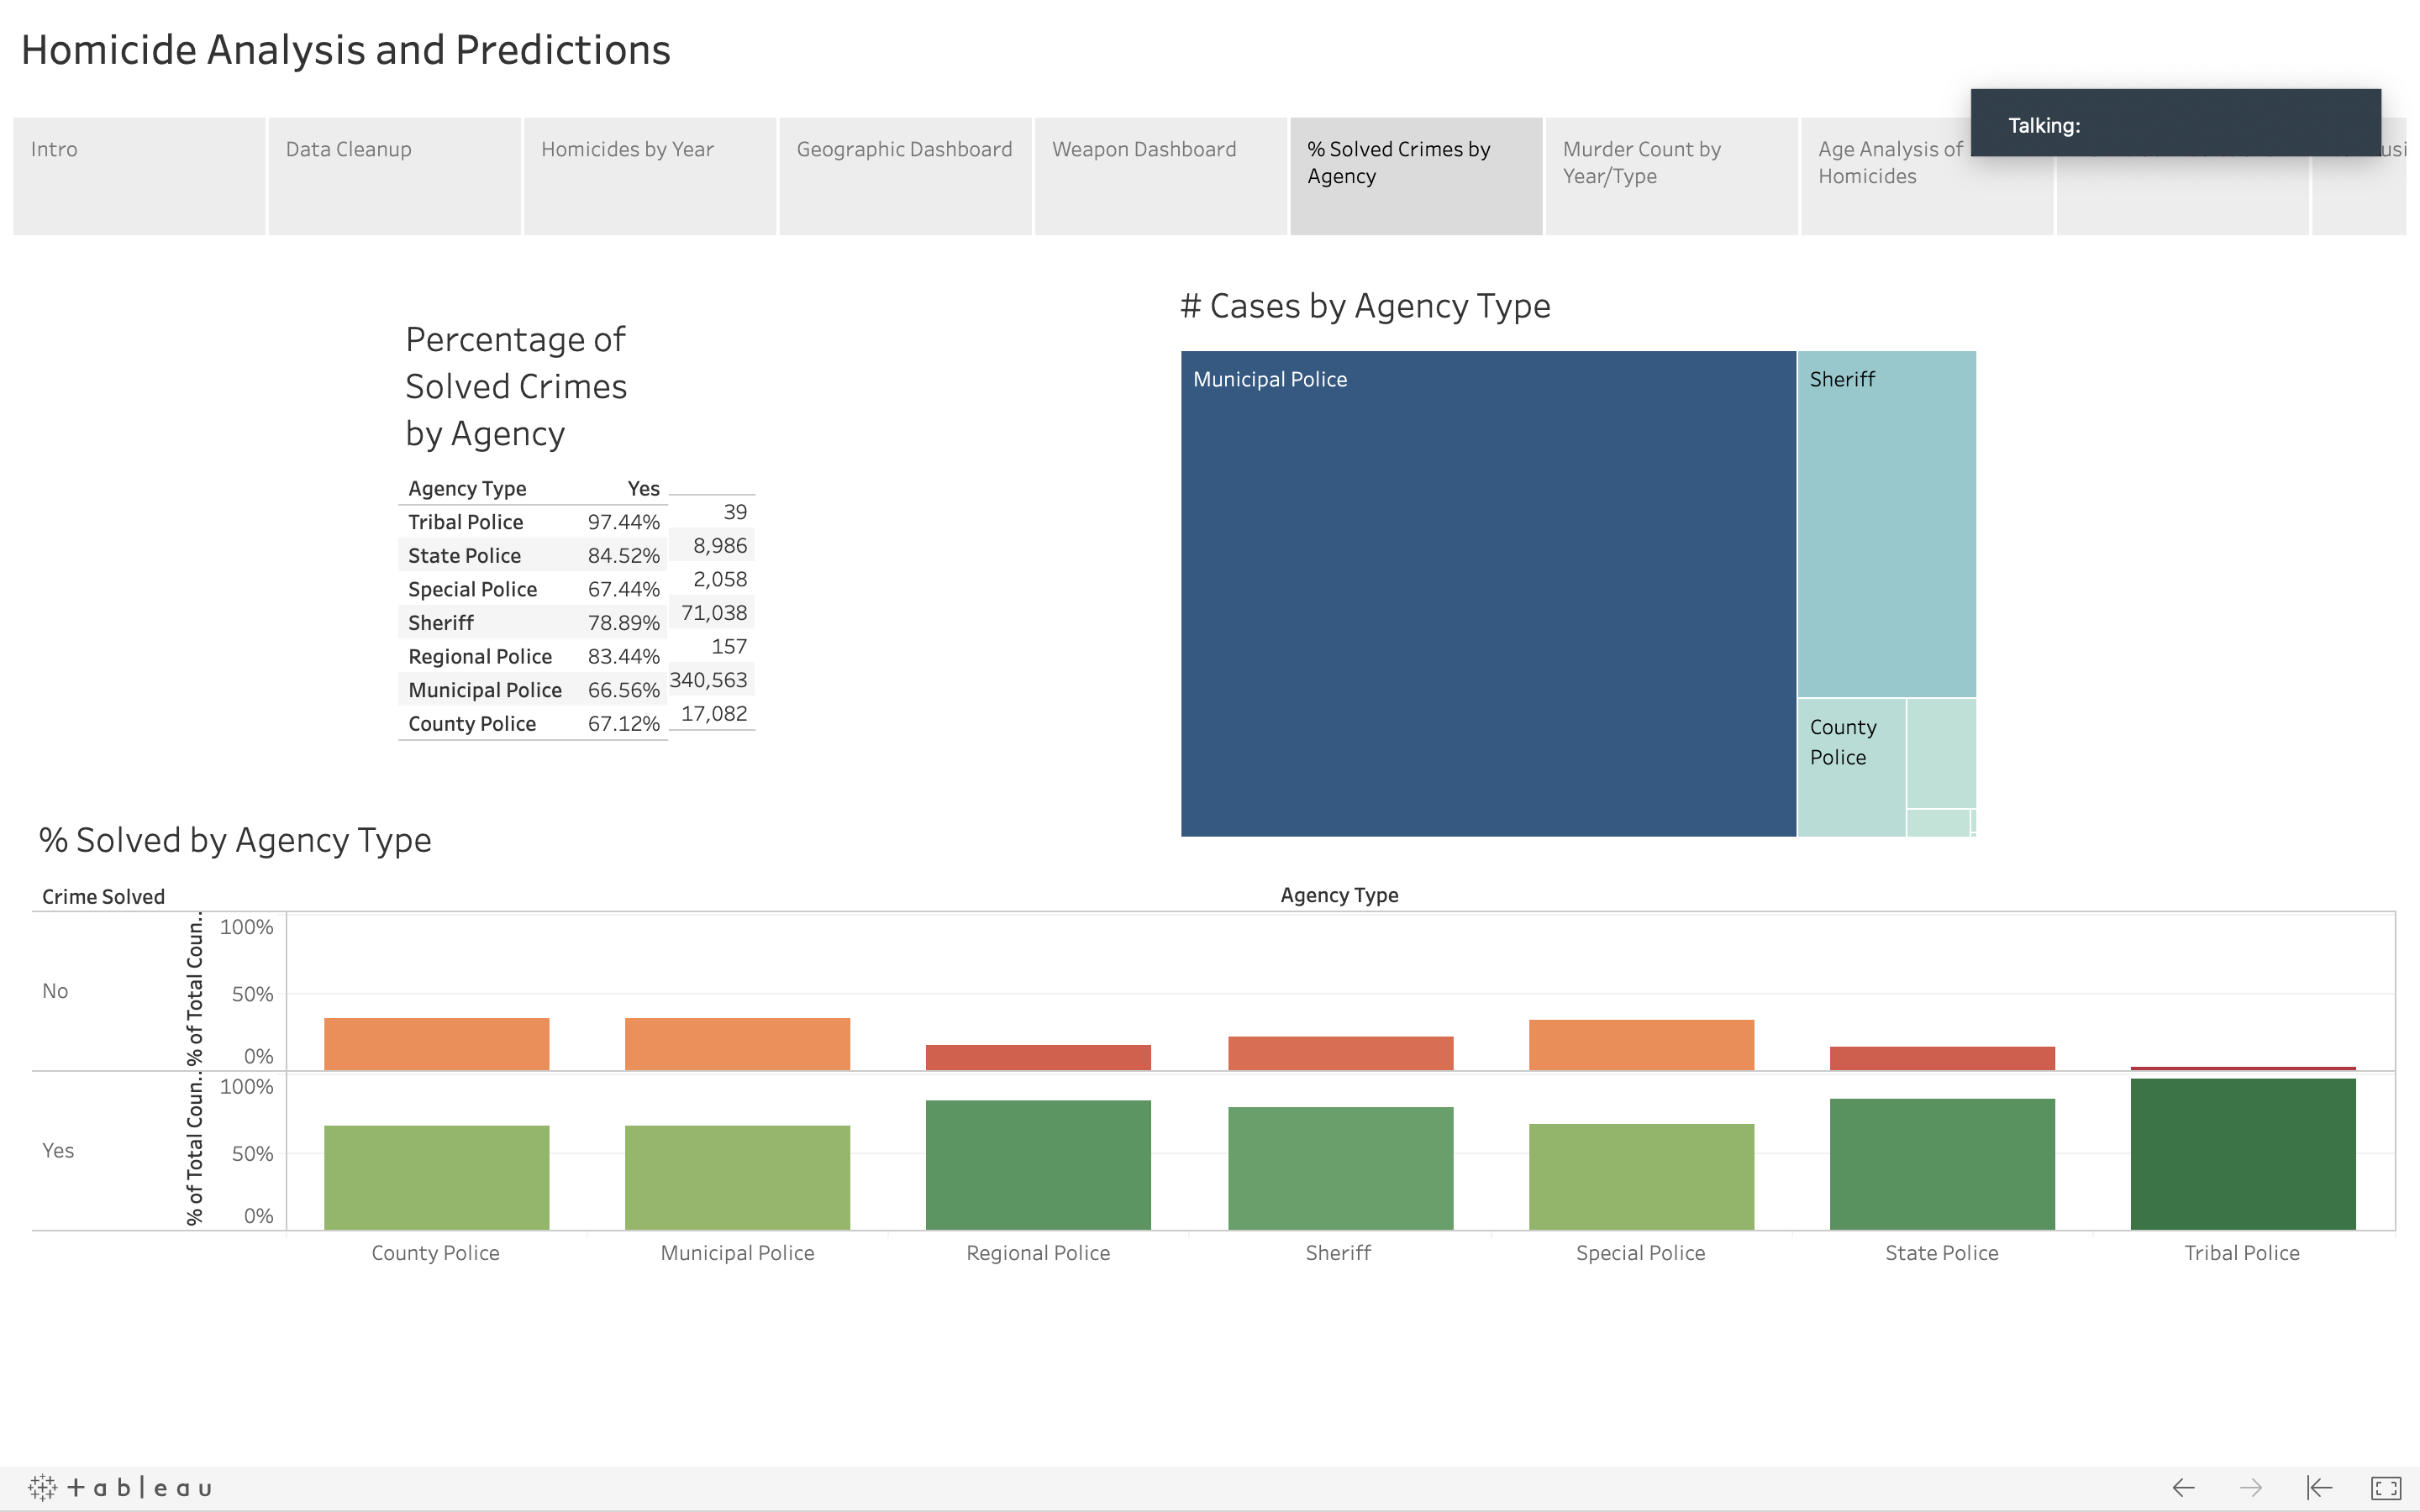 Homicide Analysis and Predictions
Talking:
Intro
Data Cleanup
Homicides by Year
Geographic Dashboard
Weapon Dashboard
% Solved Crimes by
Agency
Murder Count by
Year/Type
Age Analysis of
Homicides
Percentage of
Solved Crimes
by Agency
Agency Type Yes
Tribal Police 97.44% 39
State Police 84.52% 8,986
Special Police 67.44% 2,058
Sheriff 78.89% 71,038
Regional Police 83.44% 157
Municipal Police 66.56% 340,563
County Police 67.12% 17,082
# Cases by Agency Type
Municipal Police
Sheriff
County
Police
% Solved by Agency Type
Crime Solved
Agency Type
No
% of Total Coun..
100%
50%
0%
Yes
% of Total Coun..
100%
50%
0%
County Police
Municipal Police
Regional Police
Sheriff
Special Police
State Police
Tribal Police
+ableau